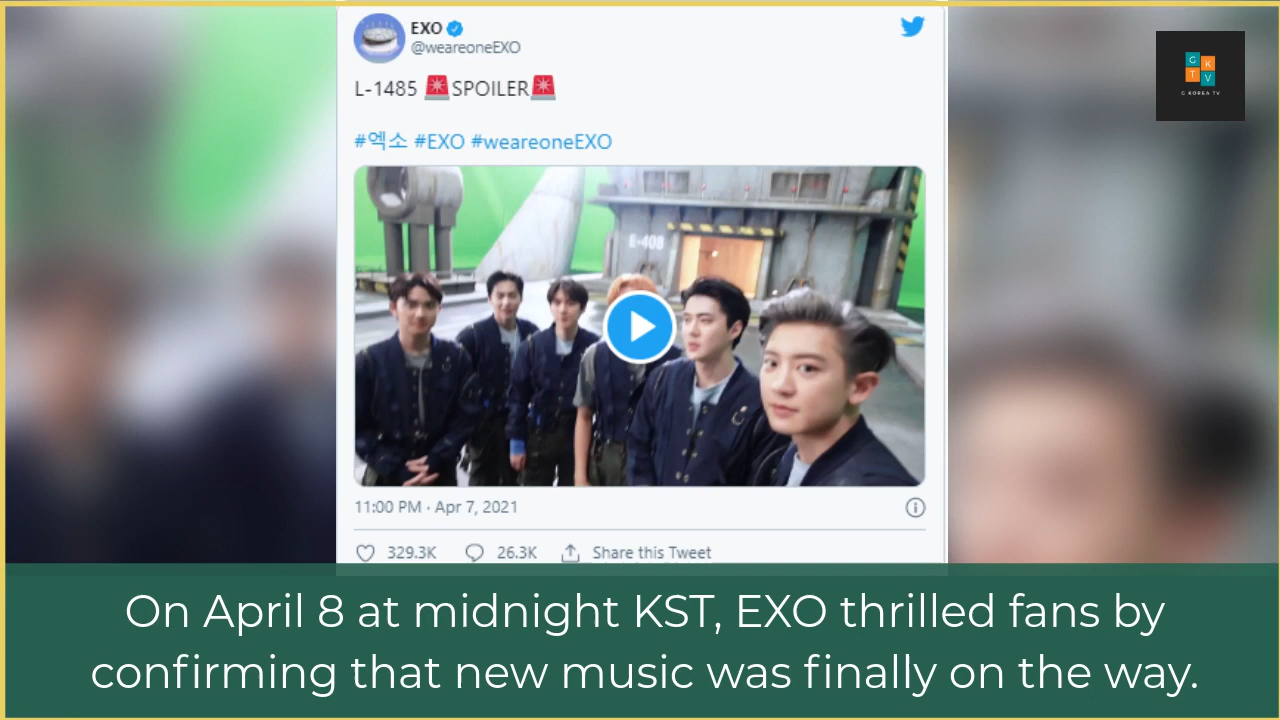 EXO
@weareoneEXO
L-1485 🚨SPOILER🚨
#엑소 #EXO #weareoneEXO
E-408
11:00 PM · Apr 7, 2021
329.3K 26.3K Share this Tweet
G K
T V
G KOREA TV
On April 8 at midnight KST, EXO thrilled fans by
confirming that new music was finally on the way.